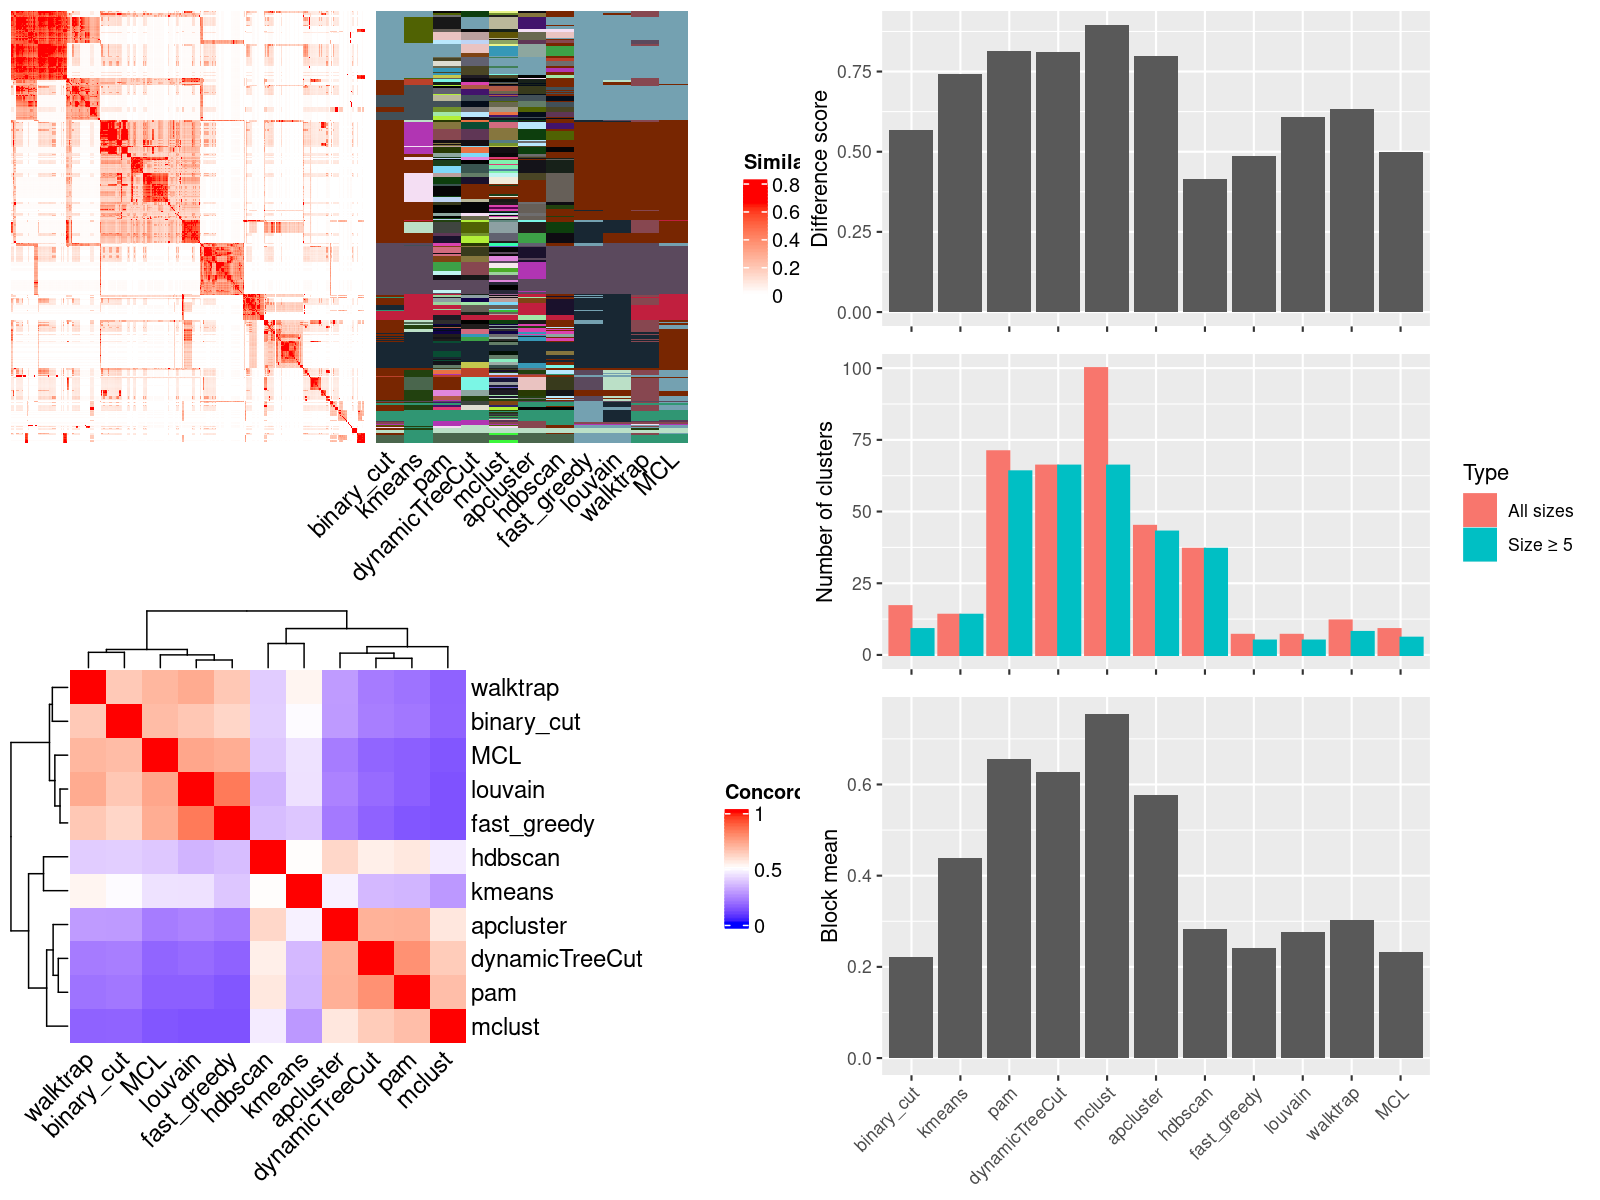 Simila
0.8
0.6
0.4
0.2
0
binary_cut
kmeans
pam
dynamicTreeCut
mclust
apcluster
hdbscan
fast_greedy
louvain
walktrap
MCL
walktrap
binary_cut
MCL
louvain
fast_greedy
hdbscan
kmeans
apcluster
dynamicTreeCut
pam
mclust
walktrap
binary_cut
MCL
louvain
fast_greedy
hdbscan
kmeans
apcluster
dynamicTreeCut
pam
mclust
Concord
1
0.5
0
Difference score
0.75
0.50
0.25
0.00
Number of clusters
100
75
50
25
0
Type
All sizes
Size ≥ 5
Block mean
0.6
0.4
0.2
0.0
binary_cut
kmeans
pam
dynamicTreeCut
mclust
apcluster
hdbscan
fast_greedy
louvain
walktrap
MCL